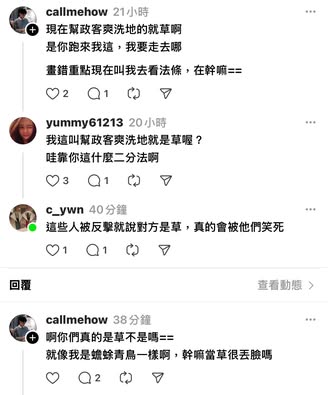 callmehow 21小時
現在幫政客爽洗地的就草啊
是你跑來我這，我要走去哪
畫錯重點現在叫我去看法條，在幹嘛==
2 1
yummy61213 20小時
我這叫幫政客爽洗地就是草喔？
哇靠你這什麼二分法啊
3 1
c_ywn 40分鐘
這些人被反擊就說對方是草，真的會被他們笑死
1 1
回覆 查看動態
callmehow 38分鐘
啊你們真的是草不是嗎==
就像我是蟾蜍青鳥一樣啊，幹嘛當草很丟臉嗎
2